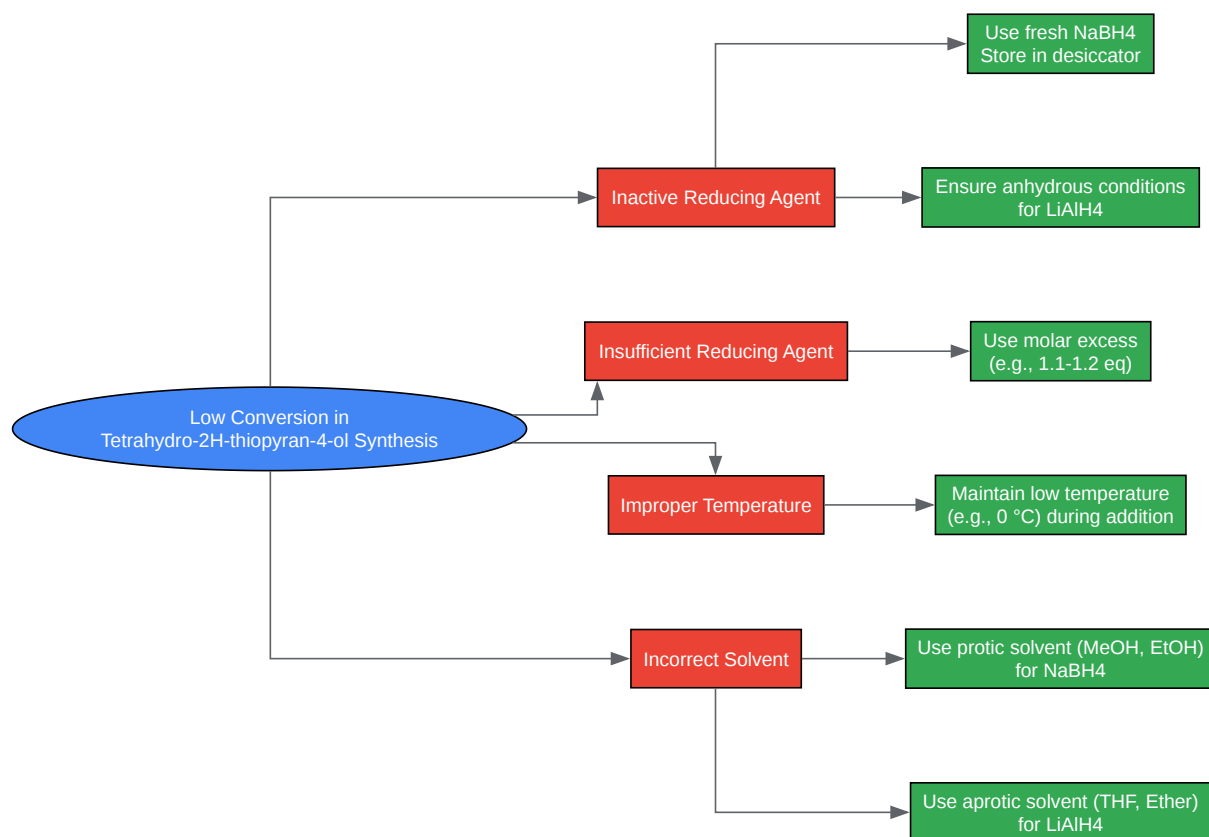 Use fresh NaBH4
Store in desiccator
Inactive Reducing Agent
Ensure anhydrous conditions
for LiAlH4
Insufficient Reducing Agent
Use molar excess
(e.g., 1.1-1.2 eq)
Low Conversion in
Tetrahydro-2H-thiopyran-4-ol Synthesis
Improper Temperature
Maintain low temperature
(e.g., 0 °C) during addition
Incorrect Solvent
Use protic solvent (MeOH, EtOH)
for NaBH4
Use aprotic solvent (THF, Ether)
for LiAlH4